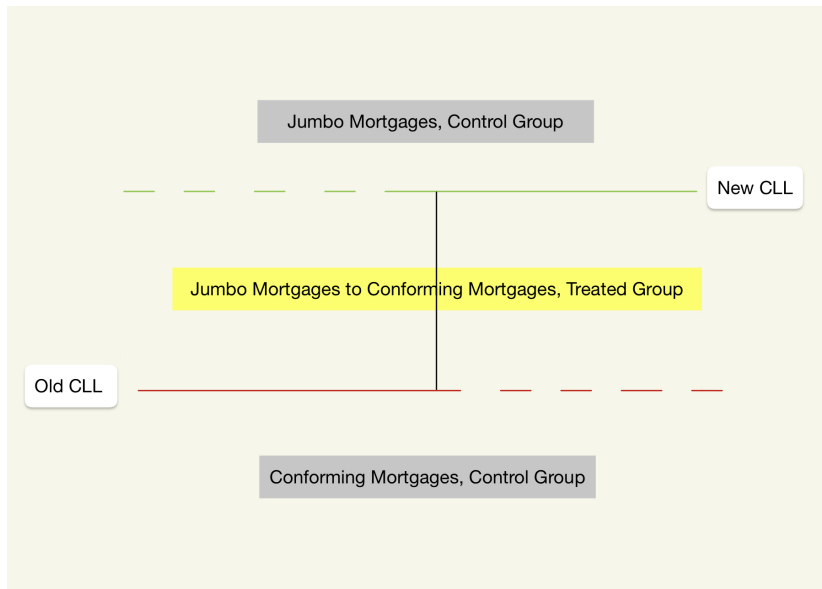 Jumbo Mortgages, Control Group
New CLL
Jumbo Mortgages to Conforming Mortgages, Treated Group
Old CLL
Conforming Mortgages, Control Group